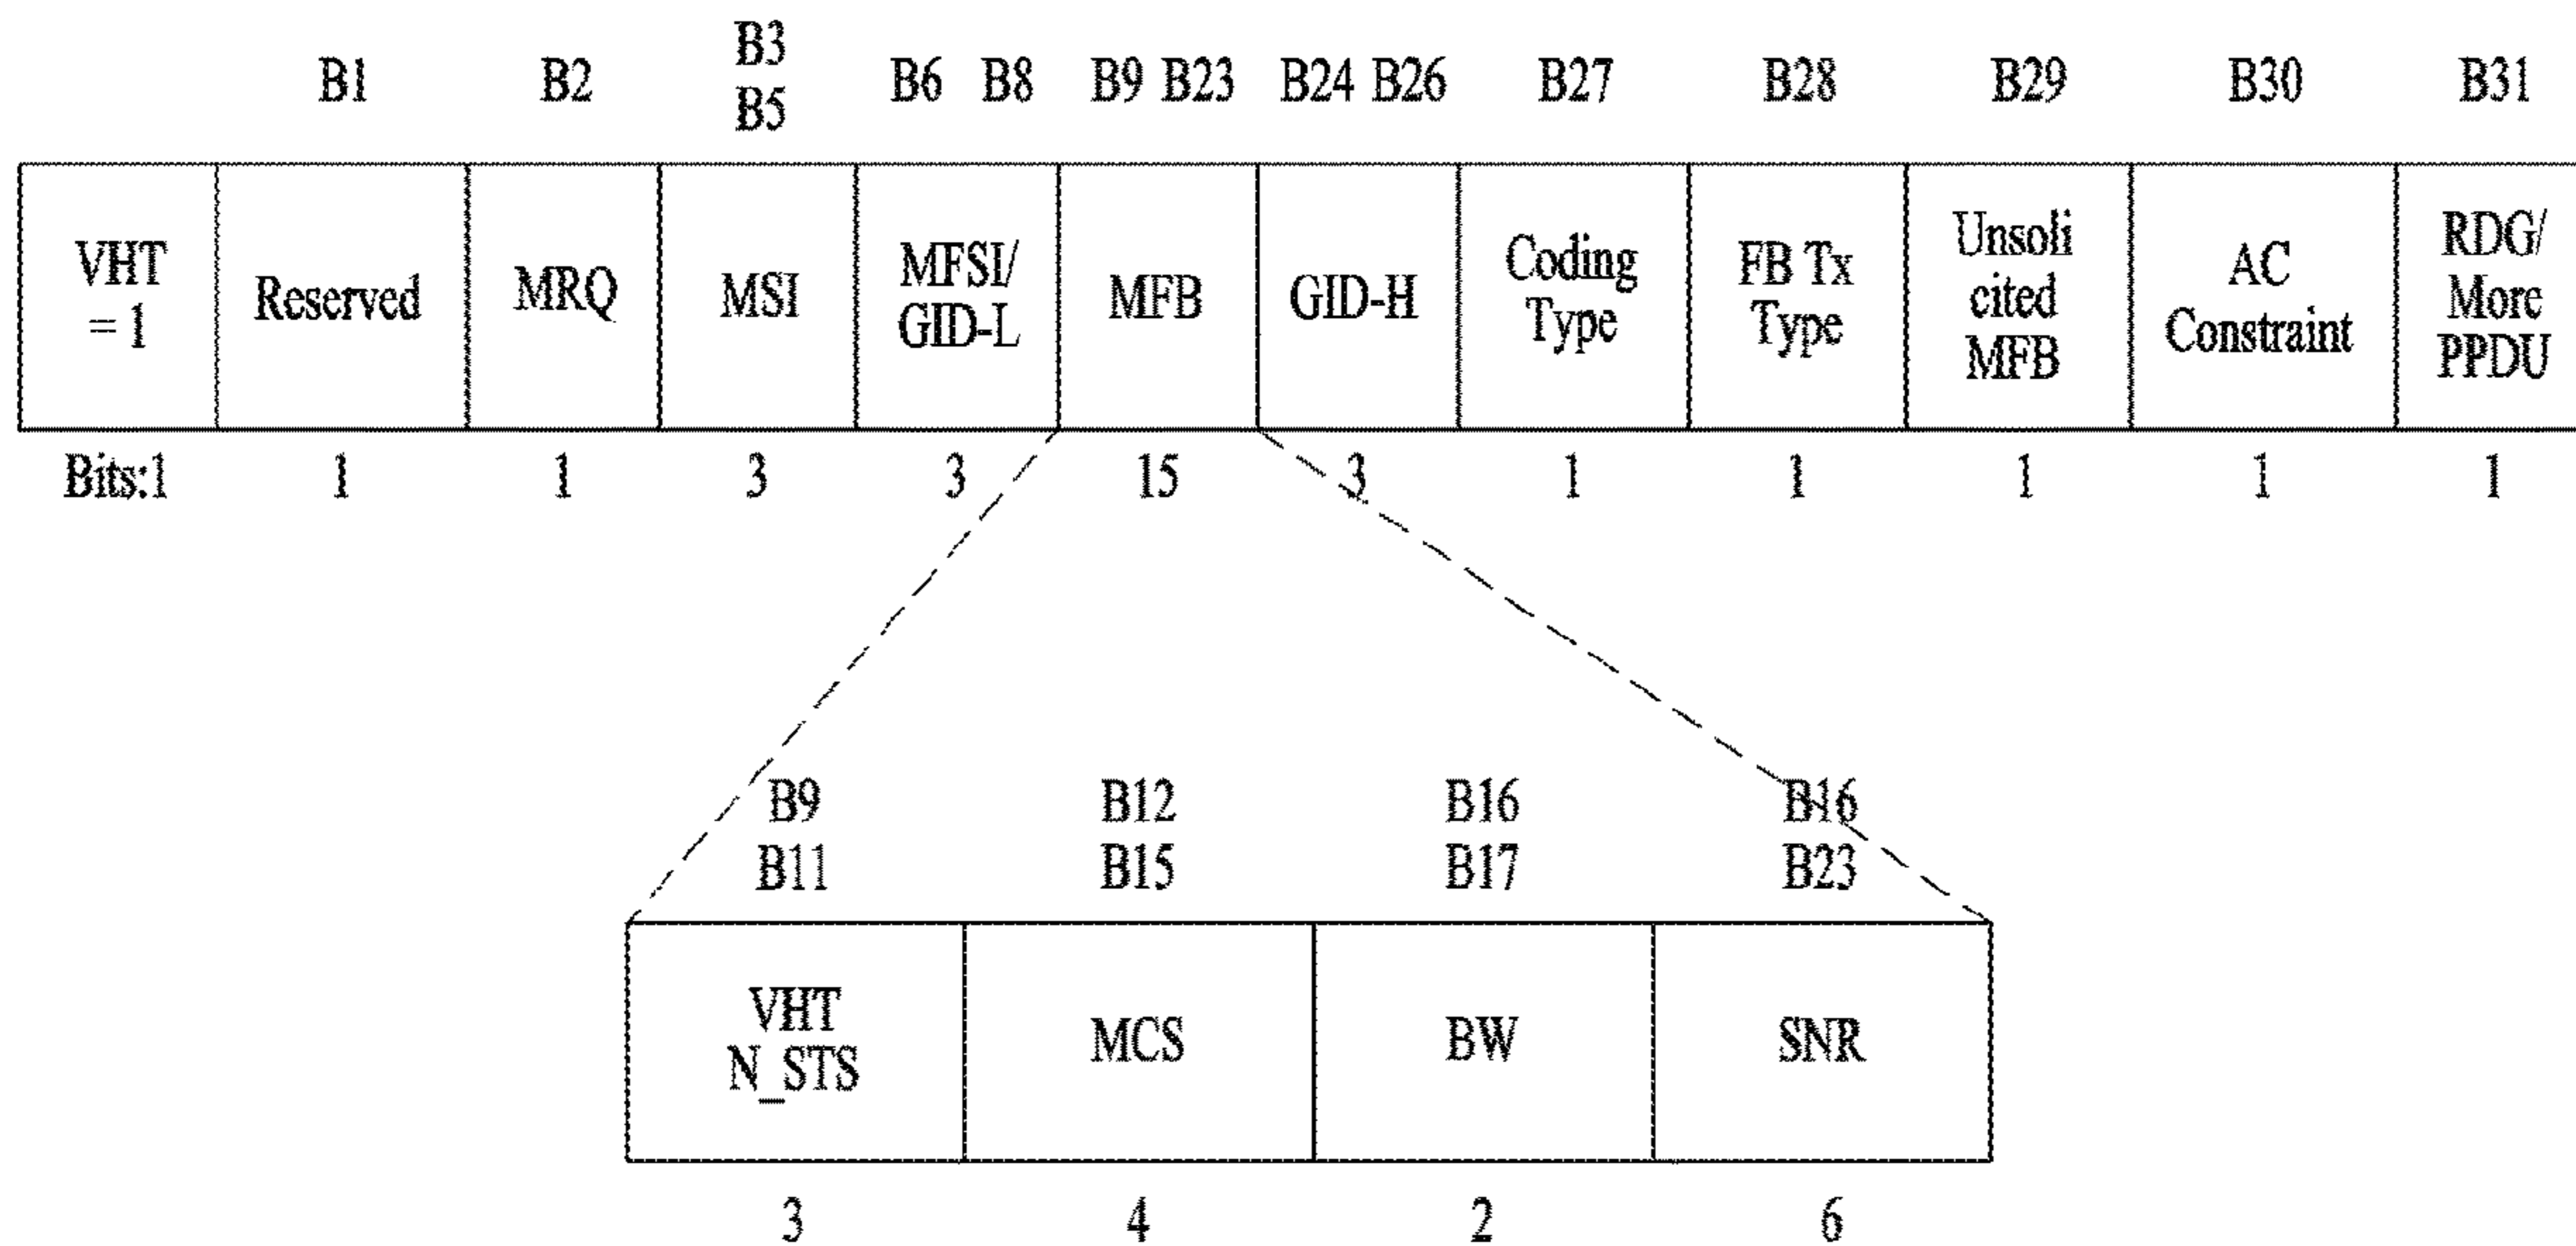 B1 B2 B3 B5 B6 B8 B9 B23 B24 B26 B27 B28 B29 B30 B31
VHT = 1
Reserved
MRQ
MSI
MFSI/ GID-L
MFB
GID-H
Coding Type
FB Tx Type
Unsoli cited MFB
AC Constraint
RDG/ More PPDU
Bits:1 1 1 3 3 15 3 1 1 1 1 1
B9 B12 B16 B16
B11 B15 B17 B23
VHT N_STS
MCS
BW
SNR
3 4 2 6